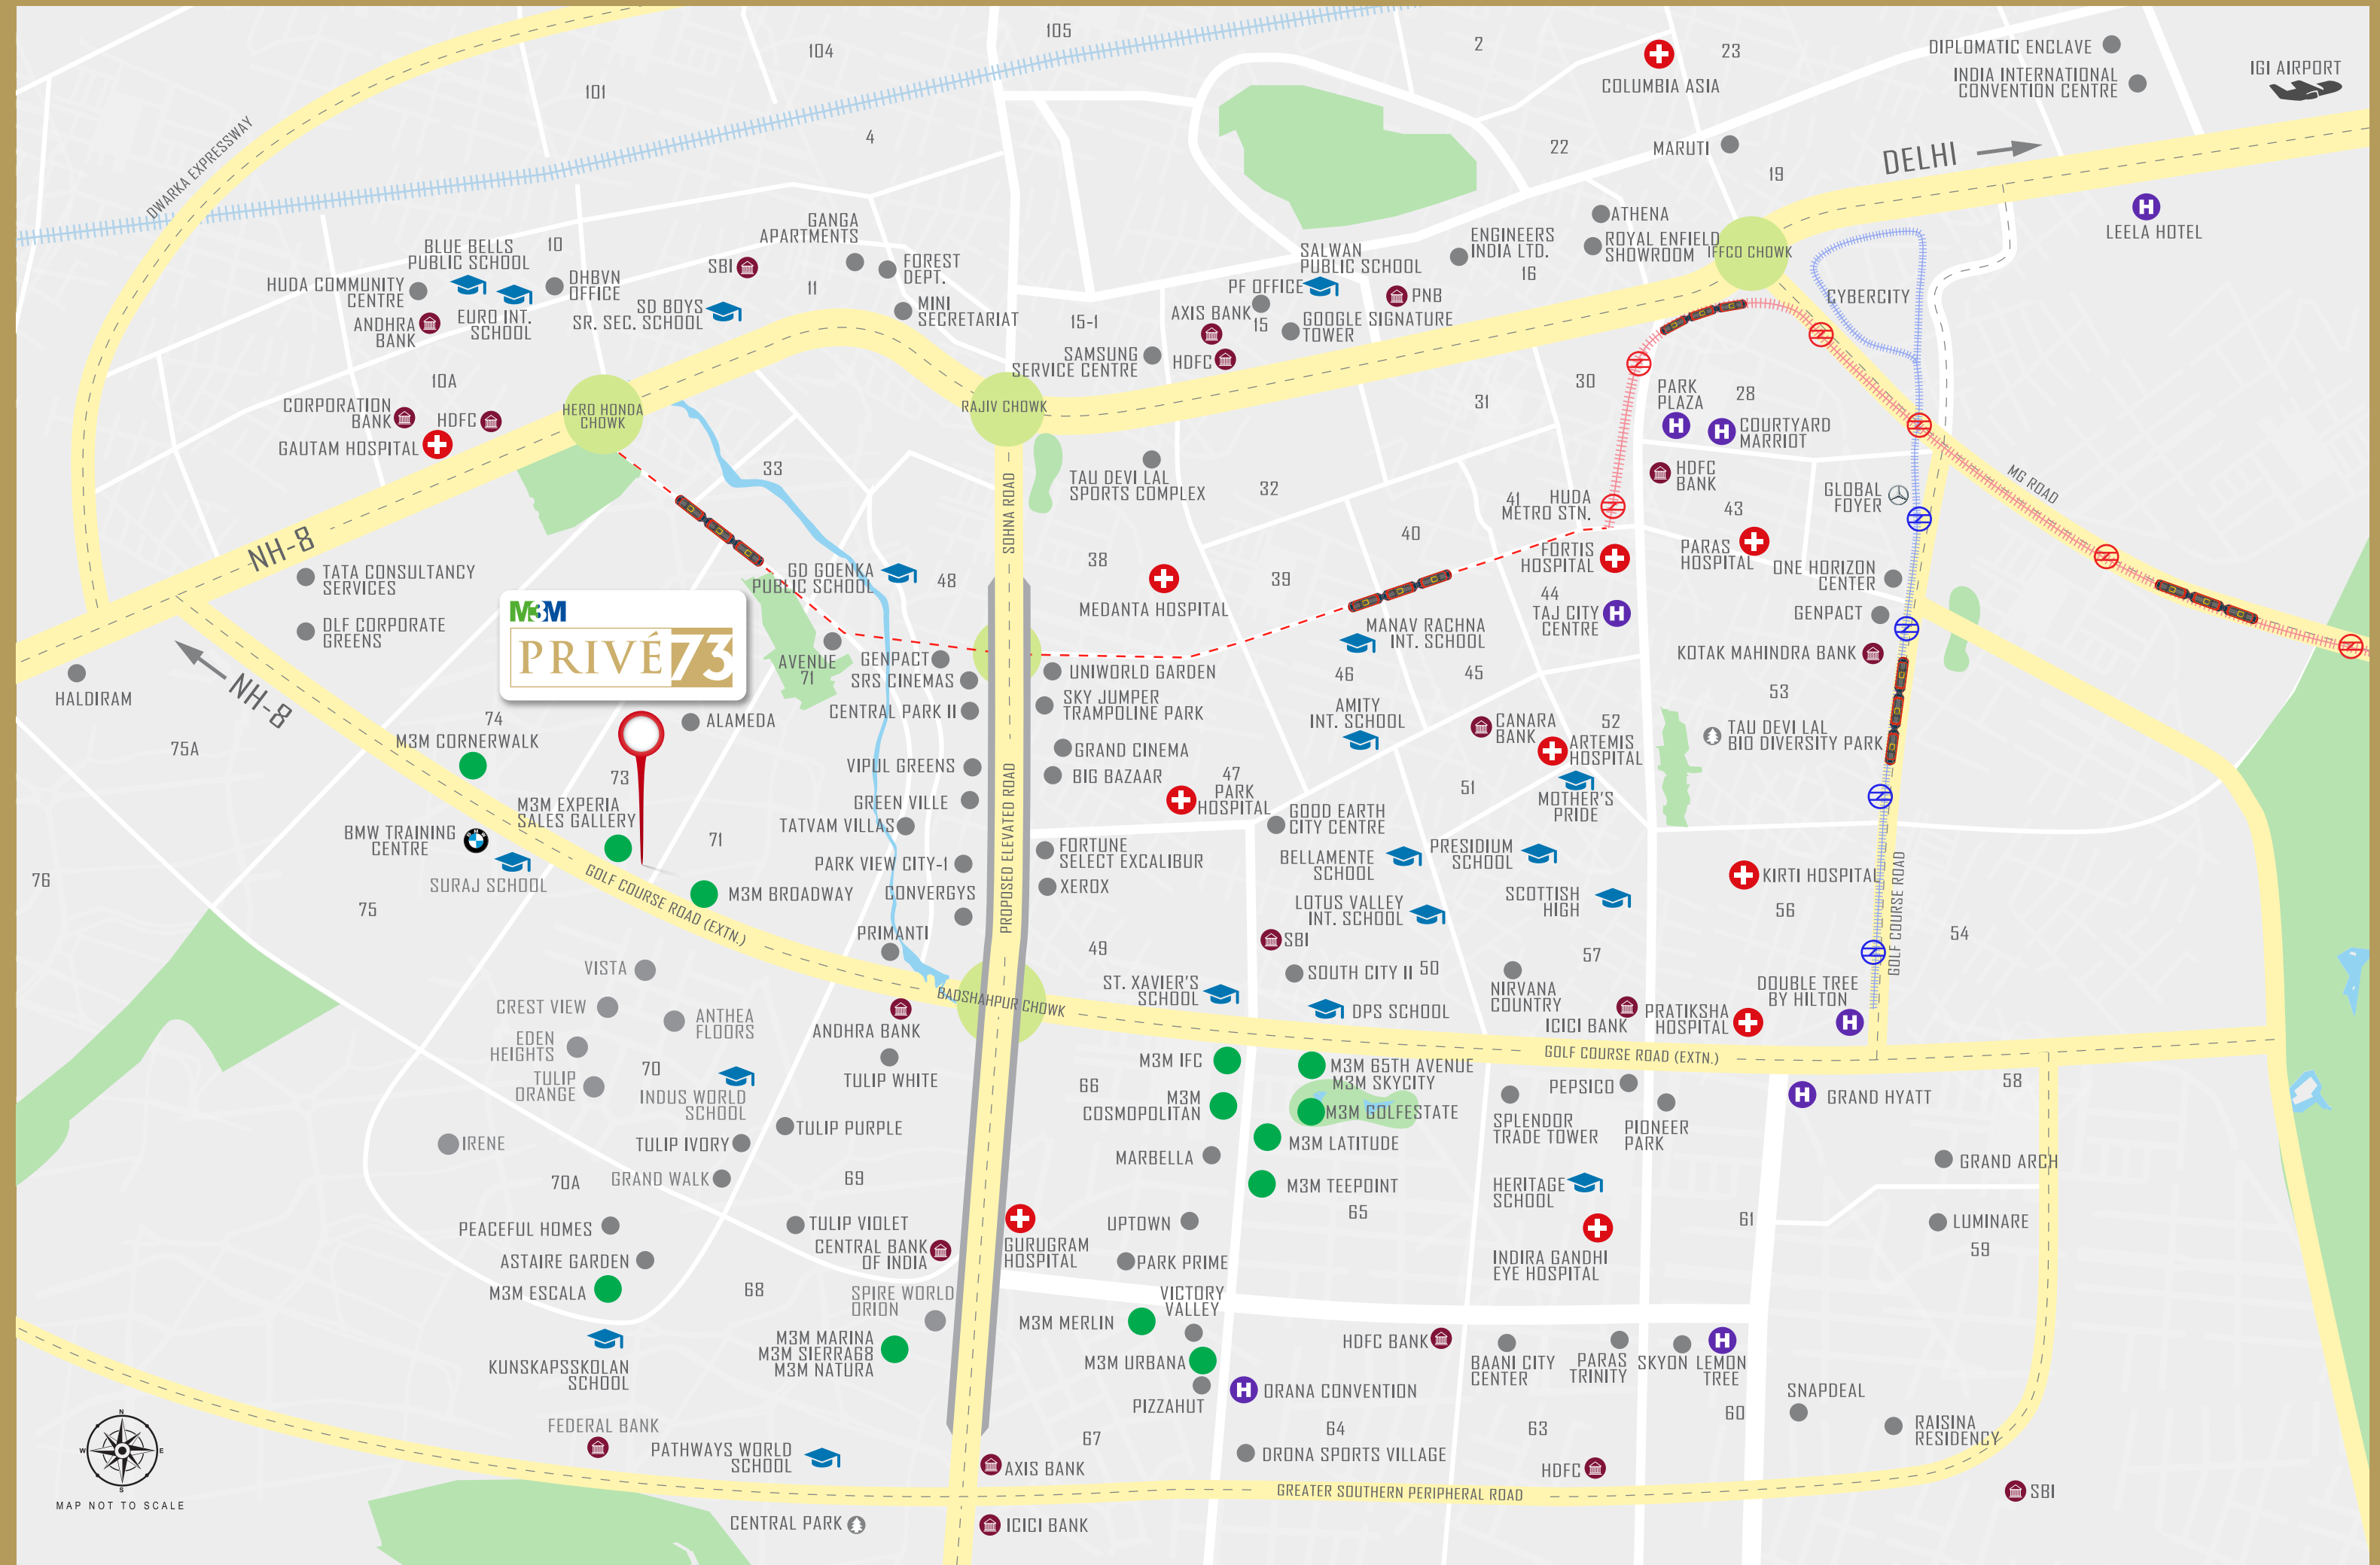 105
104
2
23
DIPLOMATIC ENCLAVE
INDIA INTERNATIONAL
CONVENTION CENTRE
IGI AIRPORT
COLUMBIA ASIA
101
4
22
MARUTI
19
DELHI
DWARKA EXPRESSWAY
LEELA HOTEL
ATHENA
ROYAL ENFIELD
SHOWROOM
IFFCO CHOWK
ENGINEERS
INDIA LTD.
16
SALWAN
PUBLIC SCHOOL
PF OFFICE
PNB
AXIS BANK
15
GOOGLE SIGNATURE
TOWER
HDFC
SAMSUNG
SERVICE CENTRE
15-1
GANGA
APARTMENTS
FOREST
DEPT.
11
MINI
SECRETARIAT
SBI
SD BOYS
SR. SEC. SCHOOL
BLUE BELLS
PUBLIC SCHOOL
10
DHBVN
OFFICE
HUDA COMMUNITY
CENTRE
EURO INT.
SCHOOL
ANDHRA
BANK
10A
CORPORATION
BANK
HDFC
GAUTAM HOSPITAL
HERO HONDA
CHOWK
RAJIV CHOWK
CYBERCITY
30
31
PARK
PLAZA
28
COURTYARD
MARRIOT
HDFC
BANK
GLOBAL
FOYER
MG ROAD
33
TAU DEVI LAL
SPORTS COMPLEX
32
41
HUDA
METRO STN.
43
40
PARAS
HOSPITAL
ONE HORIZON
CENTER
GENPACT
KOTAK MAHINDRA BANK
FORTIS
HOSPITAL
44
TAJ CITY
CENTRE
NH-8
TATA CONSULTANCY
SERVICES
DLF CORPORATE
GREENS
HALDIRAM
NH-8
M3M
PRIVÉ 73
GD GOENKA
PUBLIC SCHOOL
48
SOHNA ROAD
38
MEDANTA HOSPITAL
39
MANAV RACHNA
INT. SCHOOL
46
45
53
AVENUE
71
GENPACT
SRS CINEMAS
CENTRAL PARK II
UNIWORLD GARDEN
SKY JUMPER
TRAMPOLINE PARK
GRAND CINEMA
BIG BAZAAR
AMITY
INT. SCHOOL
CANARA
BANK
52
ARTEMIS
HOSPITAL
TAU DEVI LAL
BIO DIVERSITY PARK
75A
74
M3M CORNERWALK
ALAMEDA
73
M3M EXPERIA
SALES GALLERY
VIPUL GREENS
GREEN VILLE
TATVAM VILLAS
47
PARK
HOSPITAL
51
MOTHER'S
PRIDE
GOOD EARTH
CITY CENTRE
BMW TRAINING
CENTRE
SURAJ SCHOOL
71
PARK VIEW CITY-1
CONVERGYS
PROPOSED ELEVATED ROAD
FORTUNE
SELECT EXCALIBUR
XEROX
BELLAMENTE
SCHOOL
PRESIDIUM
SCHOOL
KIRTI HOSPITAL
GOLF COURSE ROAD
76
75
GOLF COURSE ROAD (EXTN.)
M3M BROADWAY
PRIMANTI
LOTUS VALLEY
INT. SCHOOL
SCOTTISH
HIGH
56
54
49
SBI
SOUTH CITY II
50
57
NIRVANA
COUNTRY
VISTA
CREST VIEW
ANTHEA
FLOORS
EDEN
HEIGHTS
TULIP
ORANGE
ANDHRA BANK
BADSHAHPUR CHOWK
ST. XAVIER'S
SCHOOL
DPS SCHOOL
ICICI BANK
PRATIKSHA
HOSPITAL
DOUBLE TREE
BY HILTON
GOLF COURSE ROAD (EXTN.)
70
INDUS WORLD
SCHOOL
TULIP WHITE
M3M IFC
M3M 65TH AVENUE
M3M SKYCITY
66
M3M
COSMOPOLITAN
M3M GOLFESTATE
PEPSICO
SPLENDOR
TRADE TOWER
PIONEER
PARK
GRAND HYATT
58
IRENE
TULIP IVORY
TULIP PURPLE
MARBELLA
M3M LATITUDE
M3M TEEPOINT
65
HERITAGE
SCHOOL
GRAND ARCH
70A
GRAND WALK
69
PEACEFUL HOMES
ASTAIRE GARDEN
TULIP VIOLET
CENTRAL BANK
OF INDIA
GURUGRAM
HOSPITAL
UPTOWN
PARK PRIME
INDIRA GANDHI
EYE HOSPITAL
61
LUMINARE
59
M3M ESCALA
68
SPIRE WORLD
ORION
M3M MERLIN
VICTORY
VALLEY
KUNSKAPSSKOLAN
SCHOOL
M3M MARINA
M3M SIERRA68
M3M NATURA
M3M URBANA
PIZZAHUT
HDFC BANK
BAANI CITY
CENTER
PARAS
TRINITY
SKYON
LEMON
TREE
ORANA CONVENTION
SNAPDEAL
60
RAISINA
RESIDENCY
FEDERAL BANK
PATHWAYS WORLD
SCHOOL
67
AXIS BANK
64
DRONA SPORTS VILLAGE
63
HDFC
GREATER SOUTHERN PERIPHERAL ROAD
SBI
CENTRAL PARK
ICICI BANK
N
W
E
S
MAP NOT TO SCALE